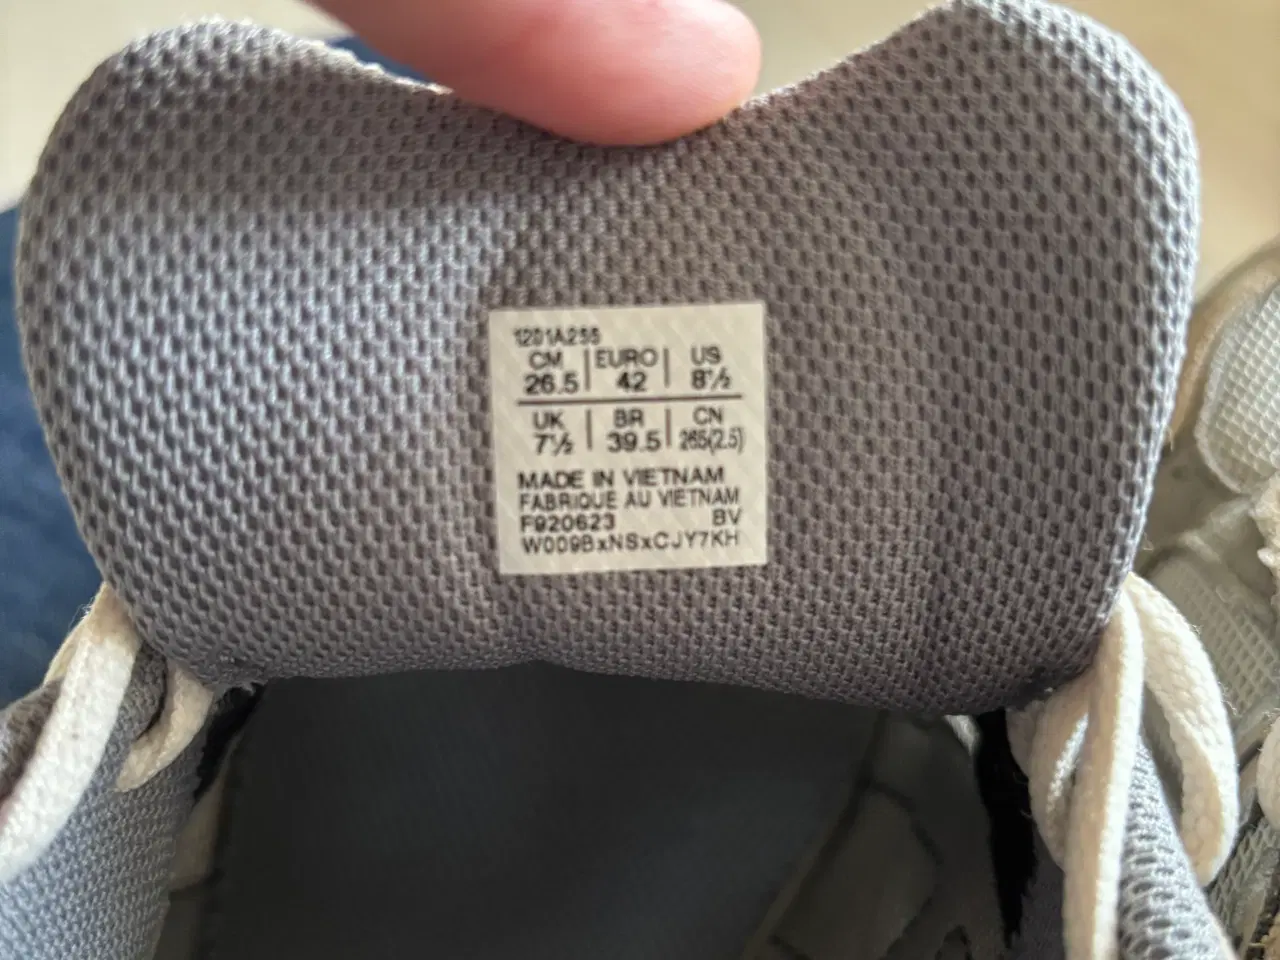 1201A256
CM | EURO | US
26.5 | 42 | 8½
UK | BR | CN
7½ | 39.5 | 265(2.5)
MADE IN VIETNAM
FABRIQUE AU VIETNAM
F920623 BV
W009BxNSxCJY7KH